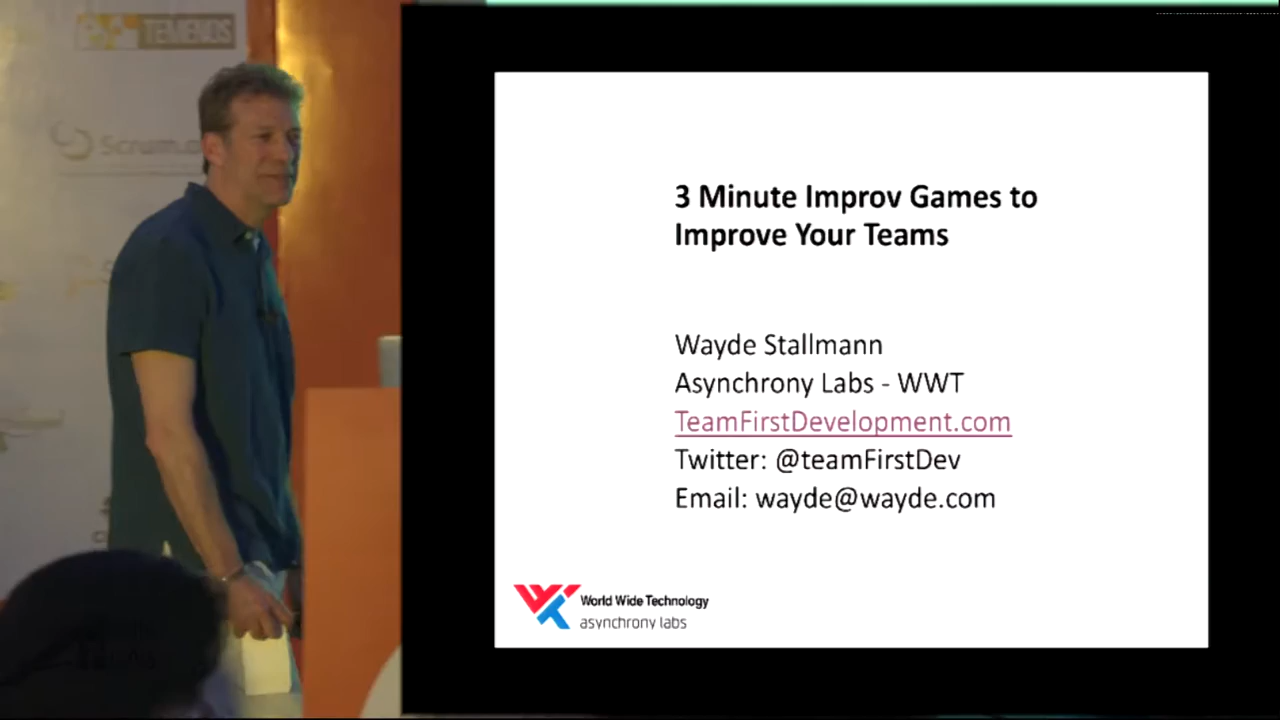 TEMENOS
3 Minute Improv Games to
Improve Your Teams
Wayde Stallmann
Asynchrony Labs - WWT
TeamFirstDevelopment.com
Twitter: @teamFirstDev
Email: wayde@wayde.com
World Wide Technology
asynchrony labs